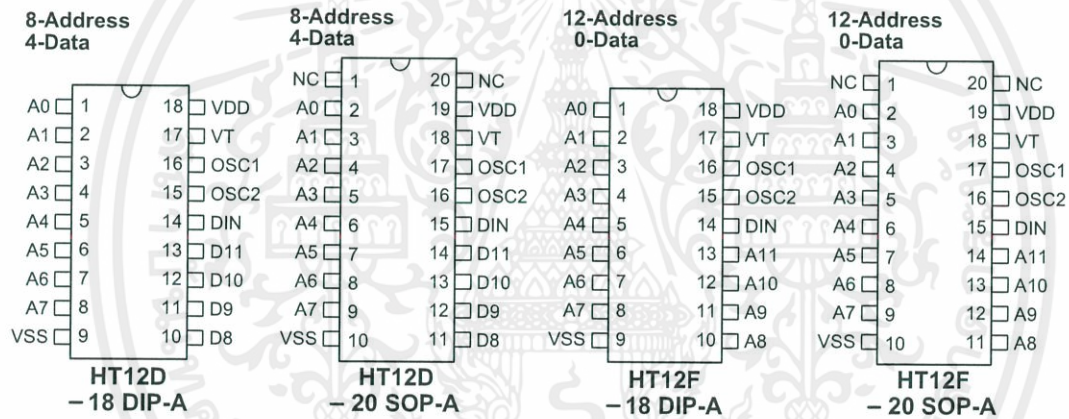 8-Address
4-Data
A0 1 18 VDD
A1 2 17 VT
A2 3 16 OSC1
A3 4 15 OSC2
A4 5 14 DIN
A5 6 13 D11
A6 7 12 D10
A7 8 11 D9
VSS 9 10 D8
HT12D
– 18 DIP-A
8-Address
4-Data
NC 1 20 NC
A0 2 19 VDD
A1 3 18 VT
A2 4 17 OSC1
A3 5 16 OSC2
A4 6 15 DIN
A5 7 14 D11
A6 8 13 D10
A7 9 12 D9
VSS 10 11 D8
HT12D
– 20 SOP-A
12-Address
0-Data
A0 1 18 VDD
A1 2 17 VT
A2 3 16 OSC1
A3 4 15 OSC2
A4 5 14 DIN
A5 6 13 A11
A6 7 12 A10
A7 8 11 A9
VSS 9 10 A8
HT12F
– 18 DIP-A
12-Address
0-Data
NC 1 20 NC
A0 2 19 VDD
A1 3 18 VT
A2 4 17 OSC1
A3 5 16 OSC2
A4 6 15 DIN
A5 7 14 A11
A6 8 13 A10
A7 9 12 A9
VSS 10 11 A8
HT12F
– 20 SOP-A